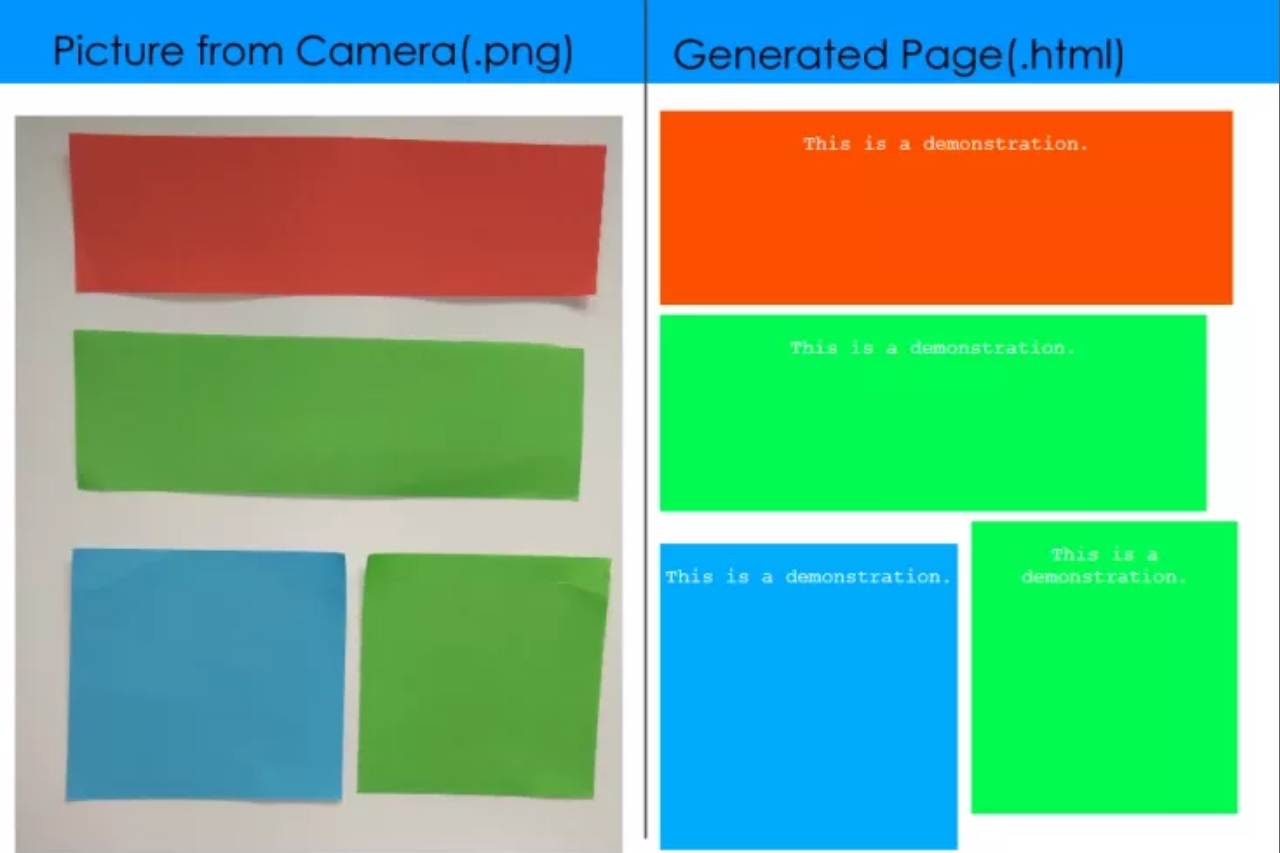 Picture from Camera(.png)
Generated Page(.html)
This is a demonstration.
This is a demonstration.
This is a demonstration.
This is a
demonstration.